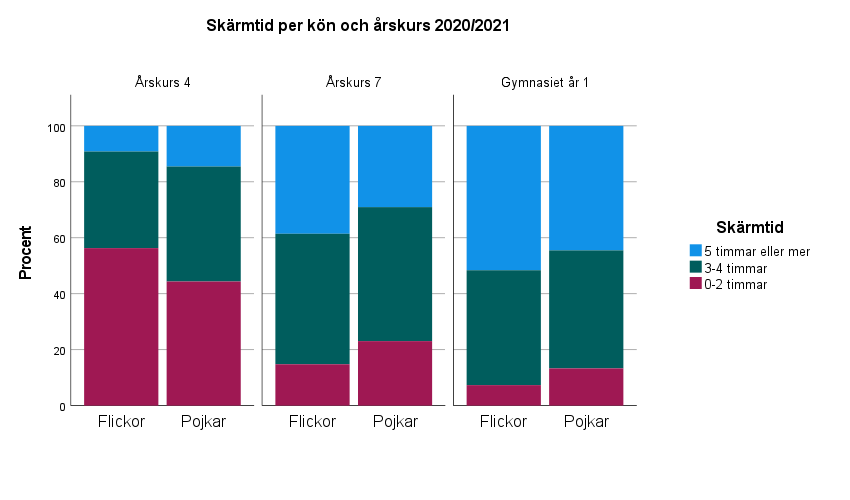 Skärmtid per kön och årskurs 2020/2021
Årskurs 4
Årskurs 7
Gymnasiet år 1
100
80
60
40
20
0
Procent
Flickor
Pojkar
Flickor
Pojkar
Flickor
Pojkar
Skärmtid
5 timmar eller mer
3-4 timmar
0-2 timmar